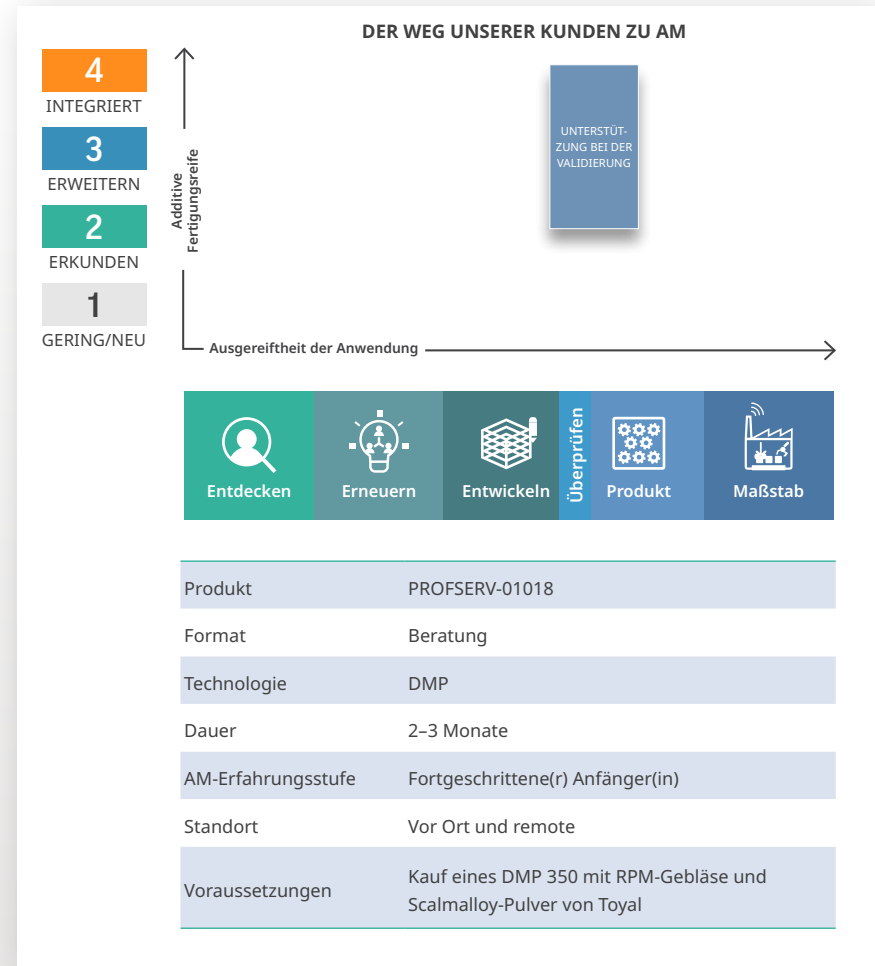 DER WEG UNSERER KUNDEN ZU AM
4
INTEGRIERT
3
ERWEITERN
2
ERKUNDEN
1
GERING/NEU
Additive
Fertigungsreife
UNTERSTÜT-
ZUNG BEI DER
VALIDIERUNG
Ausgereiftheit der Anwendung
Entdecken
Erneuern
Entwickeln
Überprüfen
Produkt
Maßstab
Produkt PROFSERV-01018
Format Beratung
Technologie DMP
Dauer 2–3 Monate
AM-Erfahrungsstufe Fortgeschrittene(r) Anfänger(in)
Standort Vor Ort und remote
Voraussetzungen Kauf eines DMP 350 mit RPM-Gebläse und
Scalmalloy-Pulver von Toyal